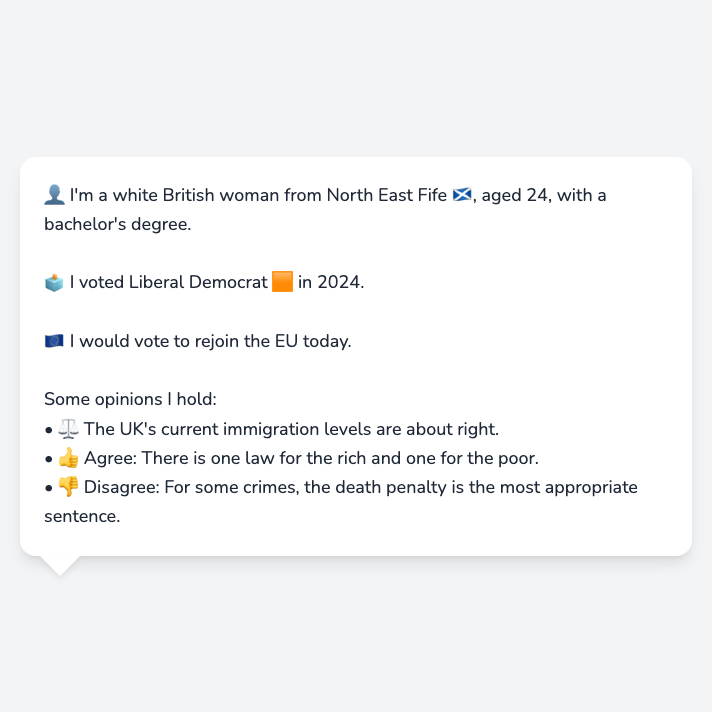 👤 I'm a white British woman from North East Fife 🏴󠁧󠁢󠁳󠁣󠁴󠁿, aged 24, with a
bachelor's degree.
🗳️ I voted Liberal Democrat 🟧 in 2024.
🇪🇺 I would vote to rejoin the EU today.
Some opinions I hold:
• ⚖️ The UK's current immigration levels are about right.
• 👍 Agree: There is one law for the rich and one for the poor.
• 👎 Disagree: For some crimes, the death penalty is the most appropriate
sentence.